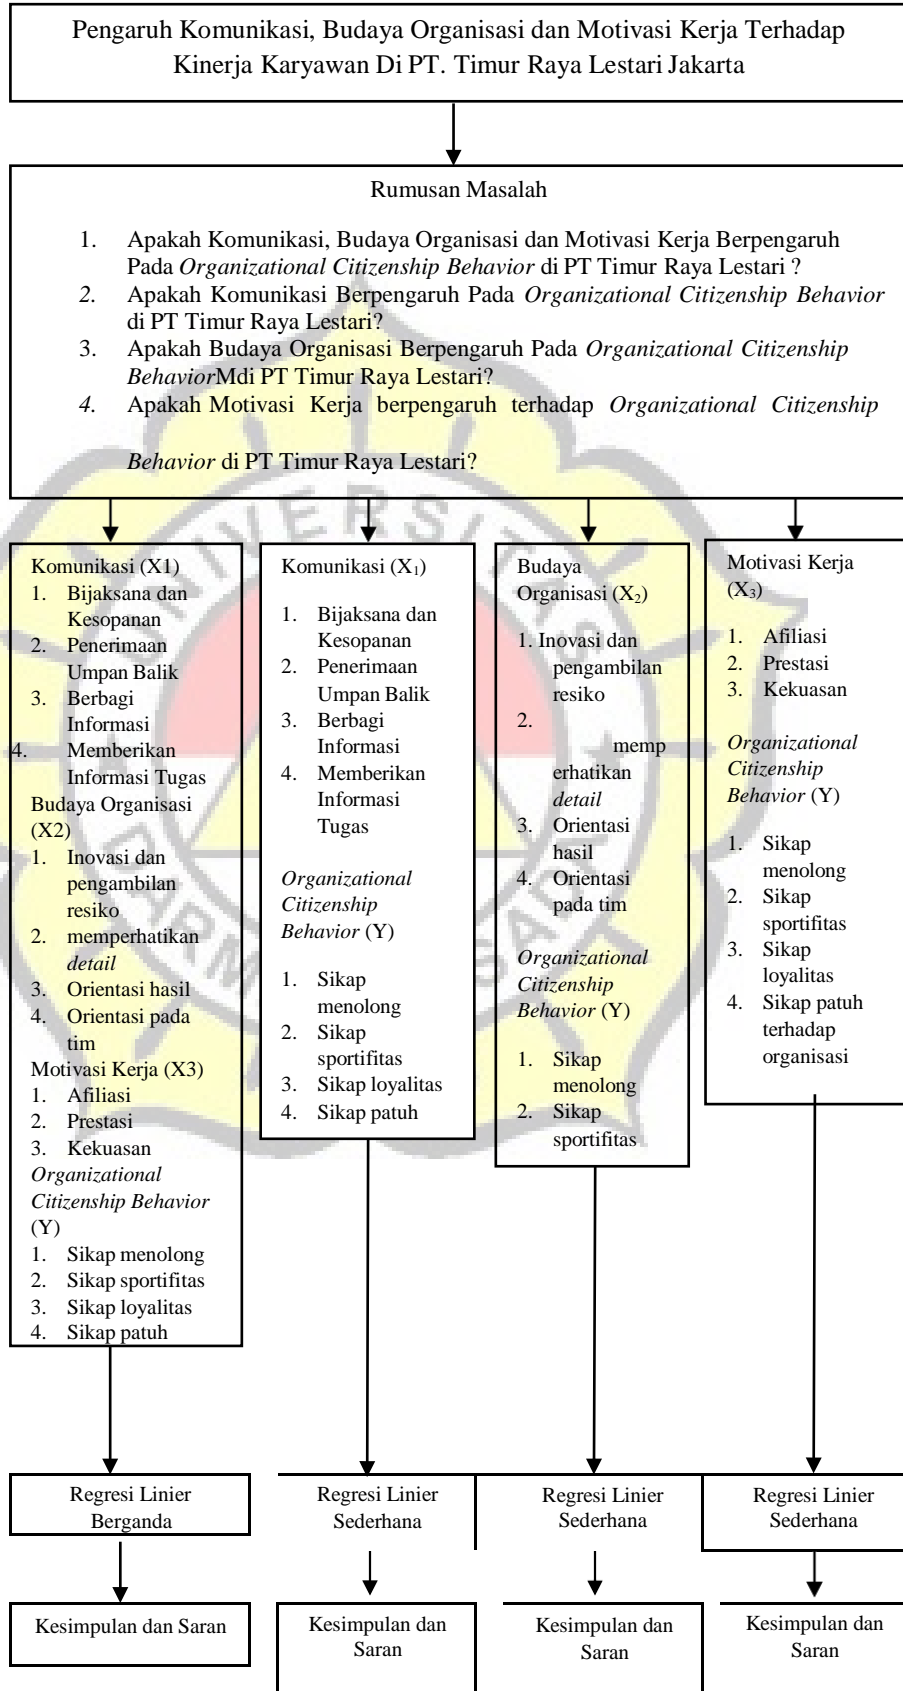 Pengaruh Komunikasi, Budaya Organisasi dan Motivasi Kerja Terhadap
Kinerja Karyawan Di PT. Timur Raya Lestari Jakarta
Rumusan Masalah
1. Apakah Komunikasi, Budaya Organisasi dan Motivasi Kerja Berpengaruh
Pada Organizational Citizenship Behavior di PT Timur Raya Lestari ?
2. Apakah Komunikasi Berpengaruh Pada Organizational Citizenship Behavior
di PT Timur Raya Lestari?
3. Apakah Budaya Organisasi Berpengaruh Pada Organizational Citizenship
BehaviorMdi PT Timur Raya Lestari?
4. Apakah Motivasi Kerja berpengaruh terhadap Organizational Citizenship
Behavior di PT Timur Raya Lestari?
Komunikasi (X1)
1. Bijaksana dan
Kesopanan
2. Penerimaan
Umpan Balik
3. Berbagi
Informasi
4. Memberikan
Informasi Tugas
Budaya Organisasi
(X2)
1. Inovasi dan
pengambilan
resiko
2. memperhatikan
detail
3. Orientasi hasil
4. Orientasi pada
tim
Motivasi Kerja (X3)
1. Afiliasi
2. Prestasi
3. Kekuasan
Organizational
Citizenship Behavior
(Y)
1. Sikap menolong
2. Sikap sportifitas
3. Sikap loyalitas
4. Sikap patuh
Komunikasi (X₁)
1. Bijaksana dan
Kesopanan
2. Penerimaan
Umpan Balik
3. Berbagi
Informasi
4. Memberikan
Informasi
Tugas
Organizational
Citizenship
Behavior (Y)
1. Sikap
menolong
2. Sikap
sportifitas
3. Sikap loyalitas
4. Sikap patuh
Budaya
Organisasi (X₂)
1. Inovasi dan
pengambilan
resiko
2.
memp
erhatikan
detail
3. Orientasi
hasil
4. Orientasi
pada tim
Organizational
Citizenship
Behavior (Y)
1. Sikap
menolong
2. Sikap
sportifitas
Motivasi Kerja
(X₃)
1. Afiliasi
2. Prestasi
3. Kekuasan
Organizational
Citizenship
Behavior (Y)
1. Sikap
menolong
2. Sikap
sportifitas
3. Sikap
loyalitas
4. Sikap patuh
terhadap
organisasi
Regresi Linier
Berganda
Regresi Linier
Sederhana
Regresi Linier
Sederhana
Regresi Linier
Sederhana
Kesimpulan dan Saran
Kesimpulan dan
Saran
Kesimpulan dan
Saran
Kesimpulan dan
Saran
UNIVERSITAS